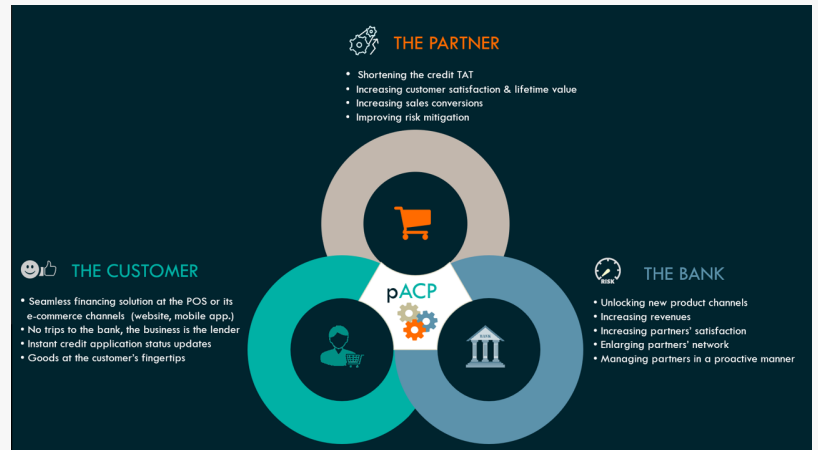 THE PARTNER
• Shortening the credit TAT
• Increasing customer satisfaction & lifetime value
• Increasing sales conversions
• Improving risk mitigation
THE CUSTOMER
• Seamless financing solution at the POS or its
e-commerce channels (website, mobile app.)
• No trips to the bank, the business is the lender
• Instant credit application status updates
• Goods at the customer's fingertips
pACP
BANK
RISK
THE BANK
• Unlocking new product channels
• Increasing revenues
• Increasing partners' satisfaction
• Enlarging partners' network
• Managing partners in a proactive manner